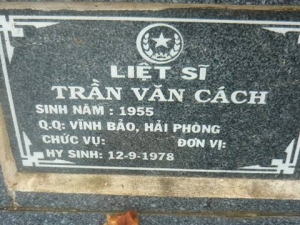 LIỆT SĨ
TRẦN VĂN CÁCH
SINH NĂM : 1955
Q.Q: VĨNH BẢO, HẢI PHÒNG
CHỨC VỤ: ĐƠN VỊ:
HY SINH: 12-9-1978